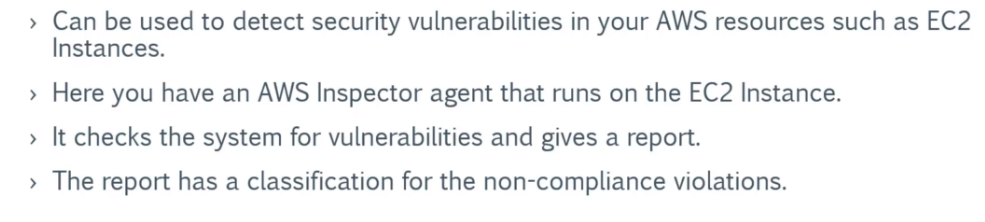 › Can be used to detect security vulnerabilities in your AWS resources such as EC2
Instances.
› Here you have an AWS Inspector agent that runs on the EC2 Instance.
› It checks the system for vulnerabilities and gives a report.
› The report has a classification for the non-compliance violations.